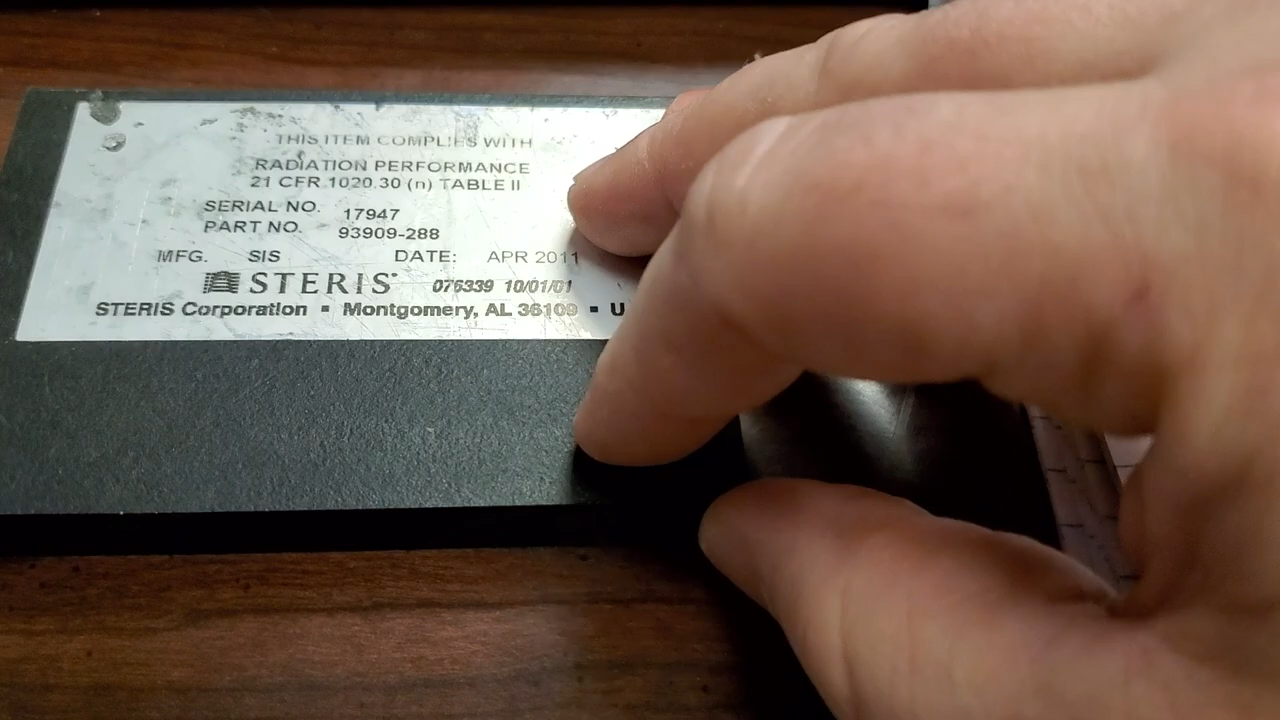 THIS ITEM COMPLIES WITH
RADIATION PERFORMANCE
21 CFR 1020.30 (n) TABLE II
SERIAL NO. 17947
PART NO. 93909-288
MFG. SIS DATE: APR 2011
STERIS 076339 10/01/01
STERIS Corporation ▪ Montgomery, AL 36109 ▪ U